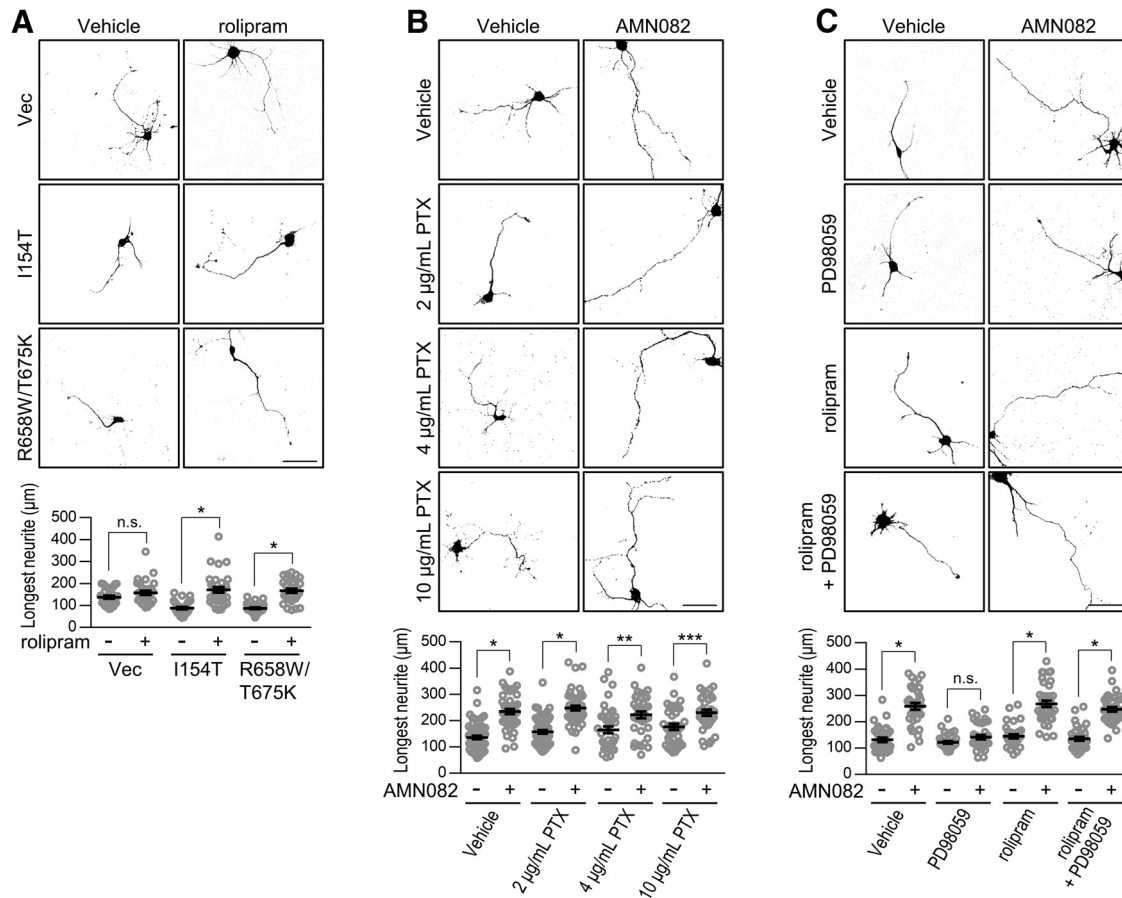 A
Vehicle
rolipram
Vec
I154T
R658W/T675K
Longest neurite (µm)
500
400
300
200
100
0
n.s.
*
*
rolipram
- + - + - +
Vec
I154T
R658W/
T675K
B
Vehicle
AMN082
Vehicle
2 µg/mL PTX
4 µg/mL PTX
10 µg/mL PTX
Longest neurite (µm)
500
400
300
200
100
0
*
*
**
***
AMN082
- + - + - + - +
Vehicle
2 µg/mL PTX
4 µg/mL PTX
10 µg/mL PTX
C
Vehicle
AMN082
Vehicle
PD98059
rolipram
rolipram
+ PD98059
Longest neurite (µm)
500
400
300
200
100
0
*
n.s.
*
*
AMN082
- + - + - + - +
Vehicle
PD98059
rolipram
rolipram
+ PD98059